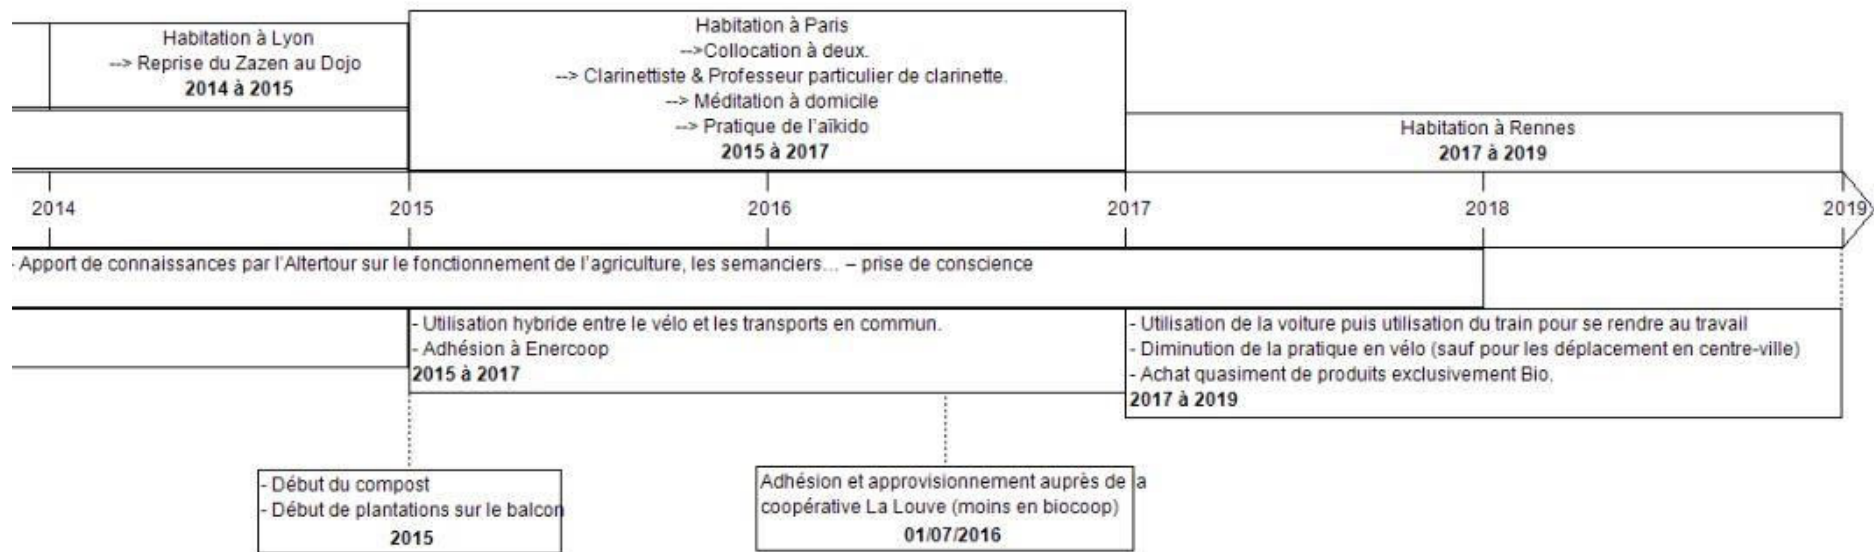 Habitation à Lyon
--> Reprise du Zazen au Dojo
2014 à 2015
Habitation à Paris
-->Collocation à deux.
--> Clarinettiste & Professeur particulier de clarinette.
--> Méditation à domicile
--> Pratique de l'aïkido
2015 à 2017
Habitation à Rennes
2017 à 2019
2014
2015
2016
2017
2018
2019
- Apport de connaissances par l'Altertour sur le fonctionnement de l'agriculture, les semanciers... – prise de conscience
- Utilisation hybride entre le vélo et les transports en commun.
- Adhésion à Enercoop
2015 à 2017
- Utilisation de la voiture puis utilisation du train pour se rendre au travail
- Diminution de la pratique en vélo (sauf pour les déplacement en centre-ville)
- Achat quasiment de produits exclusivement Bio.
2017 à 2019
- Début du compost
- Début de plantations sur le balcon
2015
Adhésion et approvisionnement auprès de la
coopérative La Louve (moins en biocoop)
01/07/2016